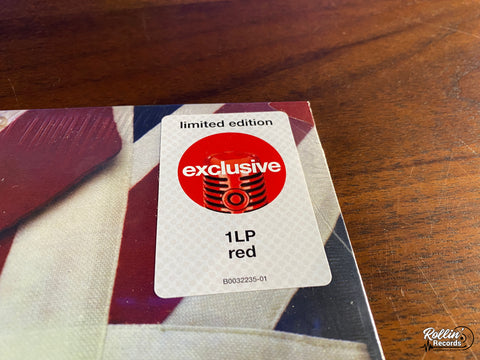 limited edition
exclusive
1LP
red
B0032235-01
Rollin'
Records